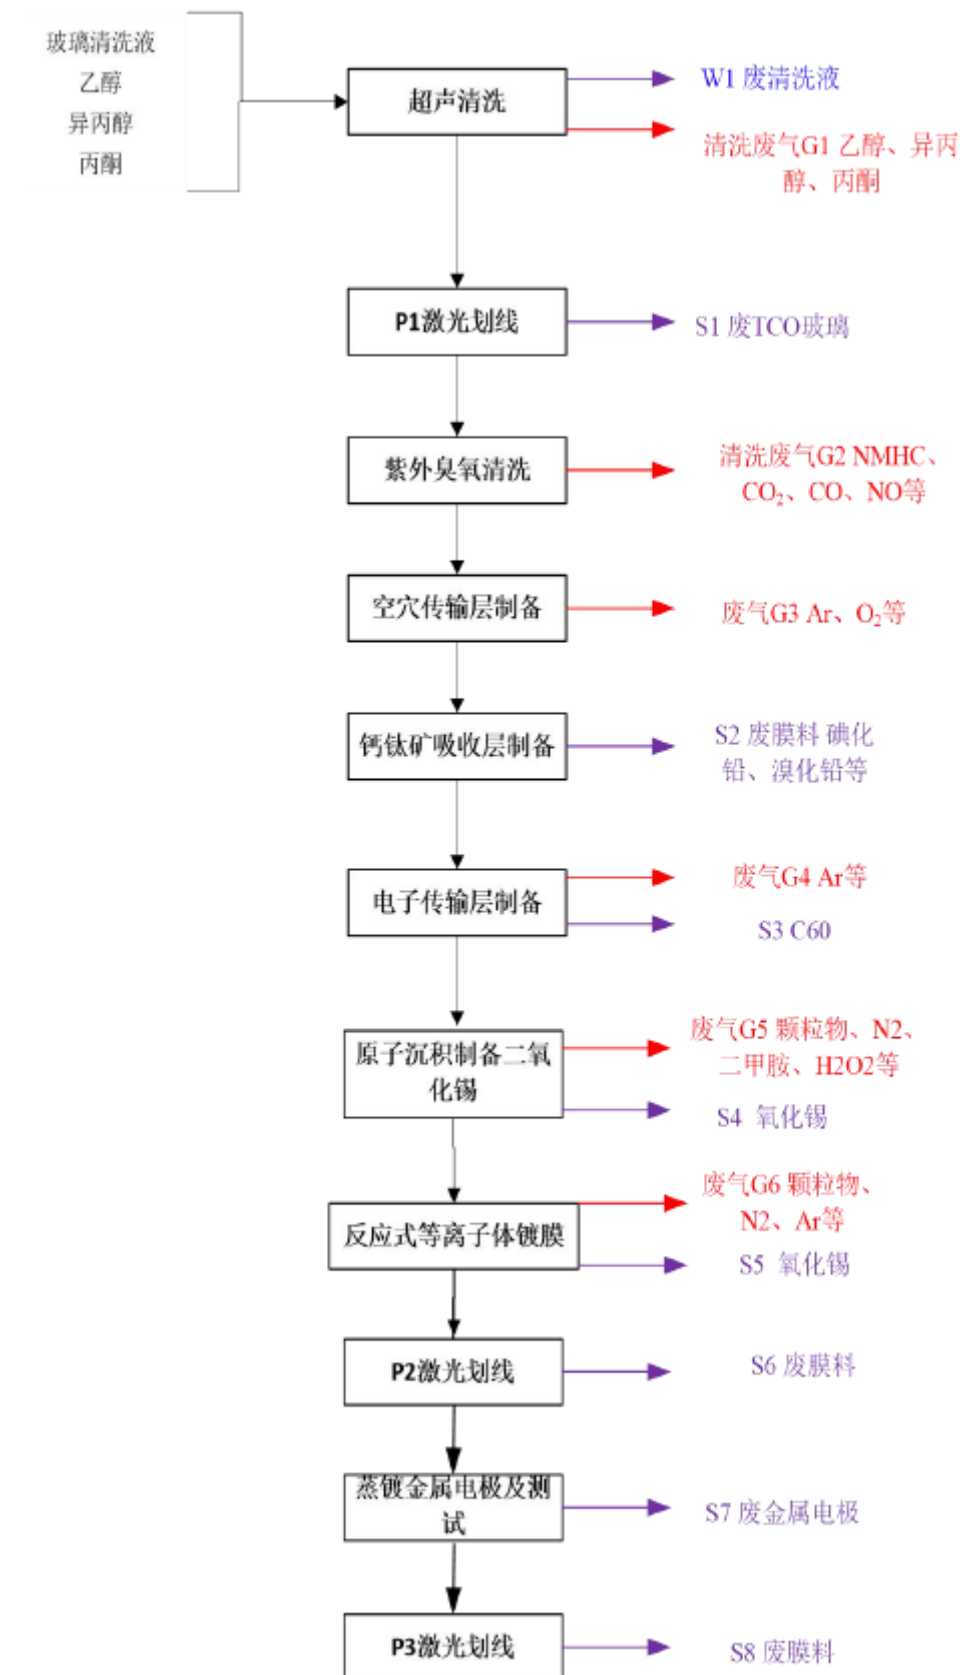 玻璃清洗液
乙醇
异丙醇
丙酮
超声清洗
W1 废清洗液
清洗废气G1 乙醇、异丙
醇、丙酮
P1激光划线
S1 废TCO玻璃
紫外臭氧清洗
清洗废气G2 NMHC、
CO₂、CO、NO等
空穴传输层制备
废气G3 Ar、O₂等
钙钛矿吸收层制备
S2 废膜料 碘化
铅、溴化铅等
电子传输层制备
废气G4 Ar等
S3 C60
原子沉积制备二氧
化锡
废气G5 颗粒物、N2、
二甲胺、H2O2等
S4 氧化锡
反应式等离子体镀膜
废气G6 颗粒物、
N2、Ar等
S5 氧化锡
P2激光划线
S6 废膜料
蒸镀金属电极及测
试
S7 废金属电极
P3激光划线
S8 废膜料